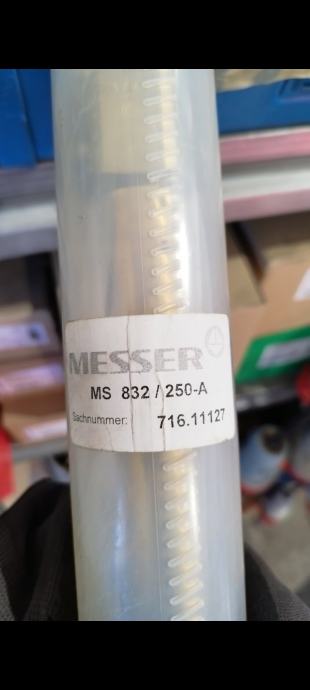 MESSER
MS 832 / 250-A
Sachnummer: 716.11127